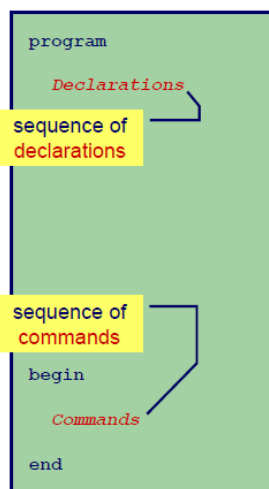 program
Declarations
sequence of
declarations
sequence of
commands
begin
Commands
end